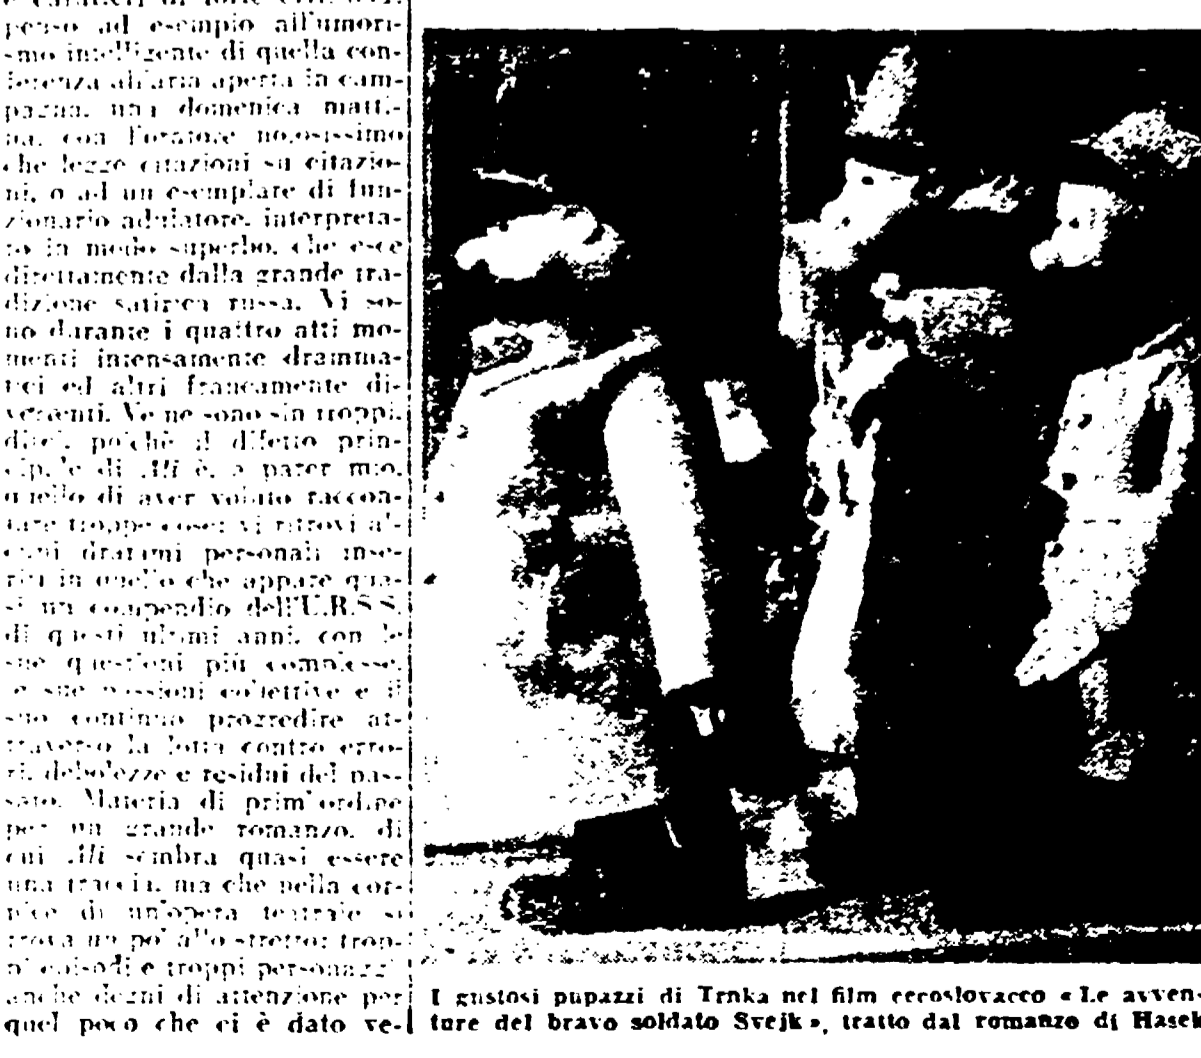 penso ad esempio all'umori-
smo intelligente di quella con-
ferenza all'aria aperta in cam-
pagna, una domenica matti-
na, con l'oratore noiosissimo
che legge citazioni su citazio-
ni, o ad un esemplare di fun-
zionario adulatore, interpreta-
to in modo superbo, che esce
direttamente dalla grande tra-
dizione satirica russa. Vi so-
no durante i quattro atti mo-
menti intensamente dramma-
tici ed altri francamente di-
vertenti. Ve ne sono sin troppi,
direi, poichè il difetto prin-
cipale di Ali è, a parer mio,
quello di aver voluto raccon-
tare troppe cose: vi ritrovi al-
cuni drammi personali inse-
riti in quello che appare qua-
si un compendio dell'U.R.S.S.
di questi ultimi anni, con le
sue questioni più complesse,
le sue passioni collettive e il
suo continuo progredire at-
traverso la lotta contro erro-
ri, debolezze e residui del pas-
sato. Materia di prim'ordine
per un grande romanzo, di
cui Ali sembra quasi essere
una traccia, ma che nella cor-
nice di un'opera teatrale si
trova un po' allo stretto: trop-
pi episodi e troppi personaggi
anche degni di attenzione per
quel poco che ci è dato ve-
I gustosi pupazzi di Trnka nel film cecoslovacco « Le avven-
ture del bravo soldato Svejk », tratto dal romanzo di Hasek